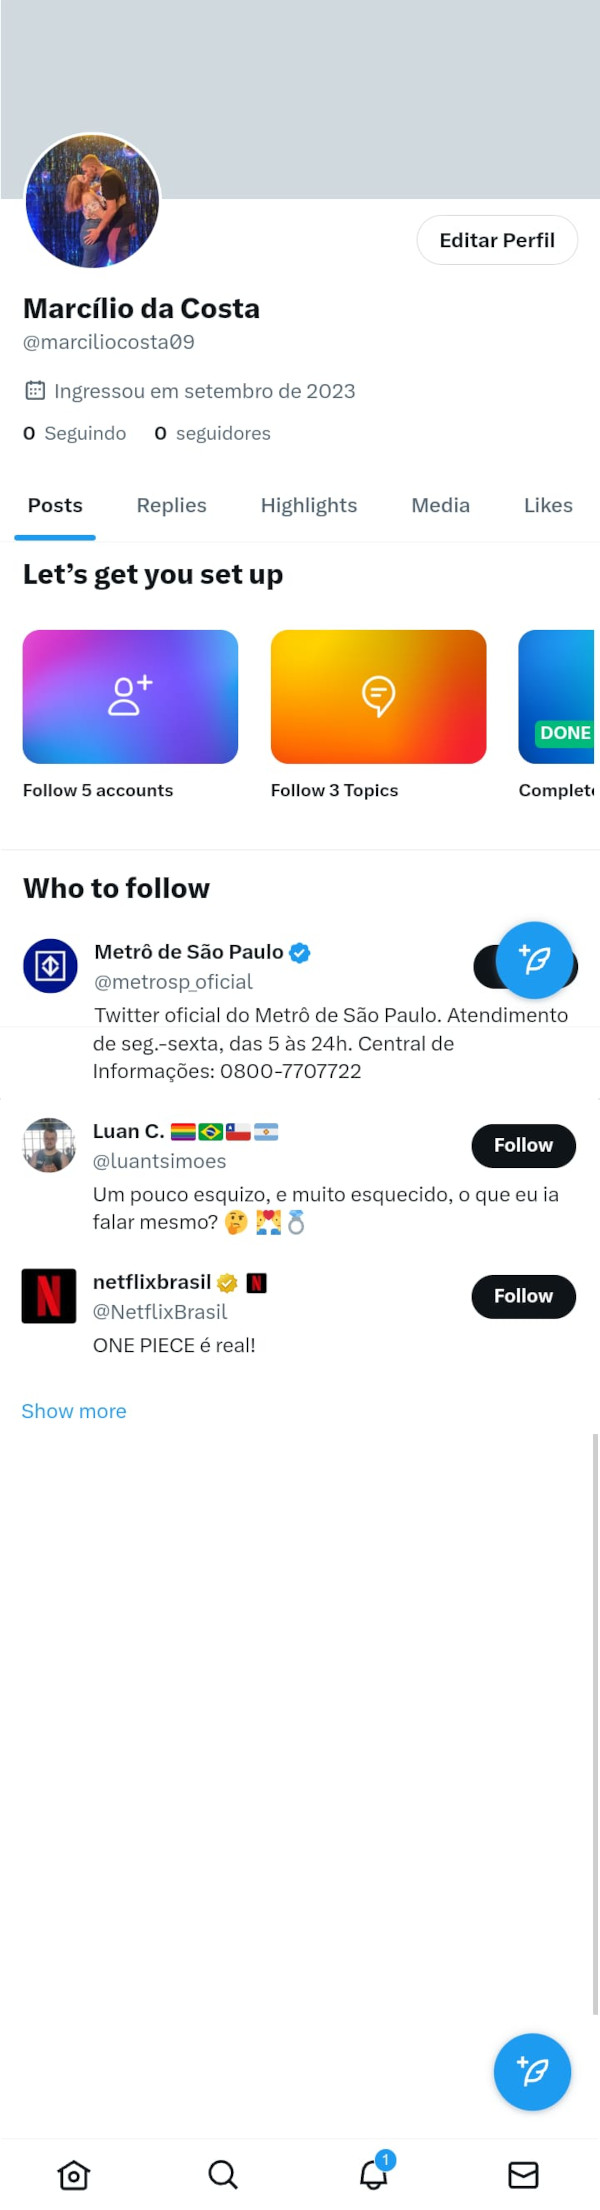 Editar Perfil
Marcílio da Costa
@marciliocosta09
Ingressou em setembro de 2023
0 Seguindo 0 seguidores
Posts Replies Highlights Media Likes
Let's get you set up
DONE
Follow 5 accounts Follow 3 Topics Complet
Who to follow
Metrô de São Paulo
@metrosp_oficial
Twitter oficial do Metrô de São Paulo. Atendimento
de seg.-sexta, das 5 às 24h. Central de
Informações: 0800-7707722
Luan C. 🏳️‍🌈🇧🇷🇨🇱🇦🇷
Follow
@luantsimoes
Um pouco esquizo, e muito esquecido, o que eu ia
falar mesmo? 🤔 👩‍❤️‍👨💍
N
netflixbrasil N
Follow
@NetflixBrasil
ONE PIECE é real!
Show more
1